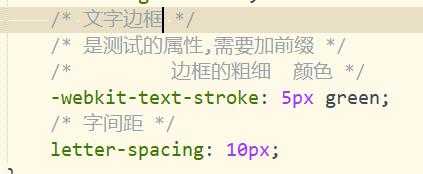 /* 文字边框 */
/* 是测试的属性,需要加前缀 */
/*          边框的粗细  颜色 */
-webkit-text-stroke: 5px green;
/* 字间距 */
letter-spacing: 10px;